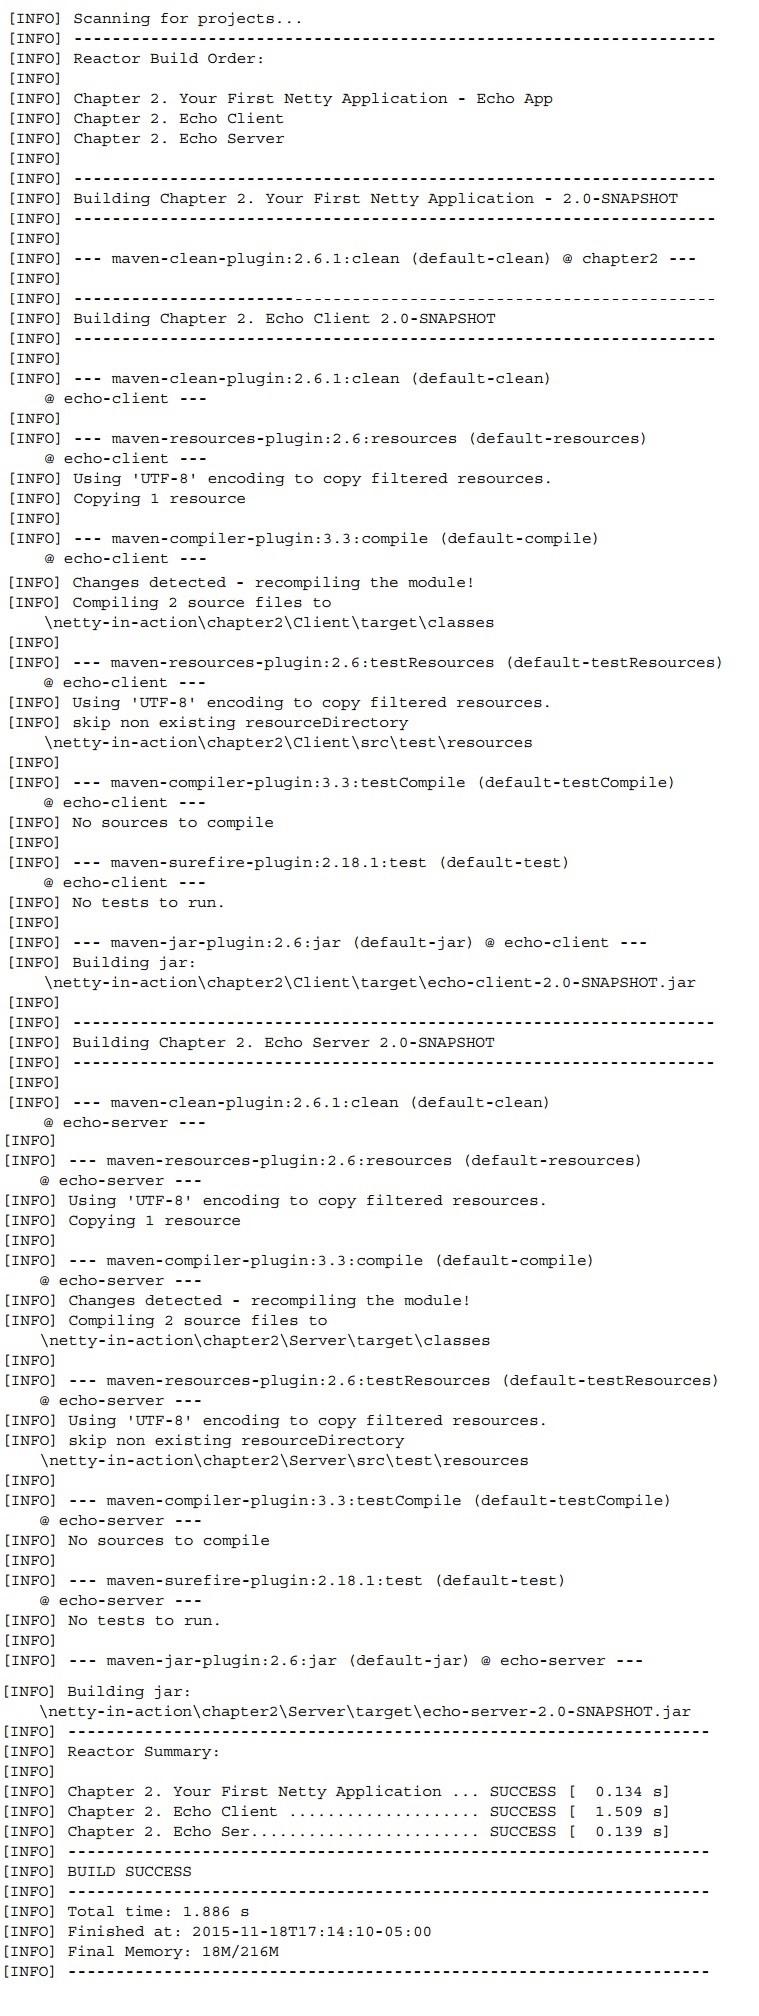 [INFO] Scanning for projects...
[INFO] -------------------------------------------------------------------
[INFO] Reactor Build Order:
[INFO]
[INFO] Chapter 2. Your First Netty Application - Echo App
[INFO] Chapter 2. Echo Client
[INFO] Chapter 2. Echo Server
[INFO]
[INFO] -------------------------------------------------------------------
[INFO] Building Chapter 2. Your First Netty Application - 2.0-SNAPSHOT
[INFO] -------------------------------------------------------------------
[INFO]
[INFO] --- maven-clean-plugin:2.6.1:clean (default-clean) @ chapter2 ---
[INFO]
[INFO] -------------------------------------------------------------------
[INFO] Building Chapter 2. Echo Client 2.0-SNAPSHOT
[INFO] -------------------------------------------------------------------
[INFO]
[INFO] --- maven-clean-plugin:2.6.1:clean (default-clean)
@ echo-client ---
[INFO]
[INFO] --- maven-resources-plugin:2.6:resources (default-resources)
@ echo-client ---
[INFO] Using 'UTF-8' encoding to copy filtered resources.
[INFO] Copying 1 resource
[INFO]
[INFO] --- maven-compiler-plugin:3.3:compile (default-compile)
@ echo-client ---
[INFO] Changes detected - recompiling the module!
[INFO] Compiling 2 source files to
\netty-in-action\chapter2\Client\target\classes
[INFO]
[INFO] --- maven-resources-plugin:2.6:testResources (default-testResources)
@ echo-client ---
[INFO] Using 'UTF-8' encoding to copy filtered resources.
[INFO] skip non existing resourceDirectory
\netty-in-action\chapter2\Client\src\test\resources
[INFO]
[INFO] --- maven-compiler-plugin:3.3:testCompile (default-testCompile)
@ echo-client ---
[INFO] No sources to compile
[INFO]
[INFO] --- maven-surefire-plugin:2.18.1:test (default-test)
@ echo-client ---
[INFO] No tests to run.
[INFO]
[INFO] --- maven-jar-plugin:2.6:jar (default-jar) @ echo-client ---
[INFO] Building jar:
\netty-in-action\chapter2\Client\target\echo-client-2.0-SNAPSHOT.jar
[INFO]
[INFO] -------------------------------------------------------------------
[INFO] Building Chapter 2. Echo Server 2.0-SNAPSHOT
[INFO] -------------------------------------------------------------------
[INFO]
[INFO] --- maven-clean-plugin:2.6.1:clean (default-clean)
@ echo-server ---
[INFO]
[INFO] --- maven-resources-plugin:2.6:resources (default-resources)
@ echo-server ---
[INFO] Using 'UTF-8' encoding to copy filtered resources.
[INFO] Copying 1 resource
[INFO]
[INFO] --- maven-compiler-plugin:3.3:compile (default-compile)
@ echo-server ---
[INFO] Changes detected - recompiling the module!
[INFO] Compiling 2 source files to
\netty-in-action\chapter2\Server\target\classes
[INFO]
[INFO] --- maven-resources-plugin:2.6:testResources (default-testResources)
@ echo-server ---
[INFO] Using 'UTF-8' encoding to copy filtered resources.
[INFO] skip non existing resourceDirectory
\netty-in-action\chapter2\Server\src\test\resources
[INFO]
[INFO] --- maven-compiler-plugin:3.3:testCompile (default-testCompile)
@ echo-server ---
[INFO] No sources to compile
[INFO]
[INFO] --- maven-surefire-plugin:2.18.1:test (default-test)
@ echo-server ---
[INFO] No tests to run.
[INFO]
[INFO] --- maven-jar-plugin:2.6:jar (default-jar) @ echo-server ---
[INFO] Building jar:
\netty-in-action\chapter2\Server\target\echo-server-2.0-SNAPSHOT.jar
[INFO] -------------------------------------------------------------------
[INFO] Reactor Summary:
[INFO]
[INFO] Chapter 2. Your First Netty Application ... SUCCESS [  0.134 s]
[INFO] Chapter 2. Echo Client .................... SUCCESS [  1.509 s]
[INFO] Chapter 2. Echo Ser........................ SUCCESS [  0.139 s]
[INFO] -------------------------------------------------------------------
[INFO] BUILD SUCCESS
[INFO] -------------------------------------------------------------------
[INFO] Total time: 1.886 s
[INFO] Finished at: 2015-11-18T17:14:10-05:00
[INFO] Final Memory: 18M/216M
[INFO] -------------------------------------------------------------------